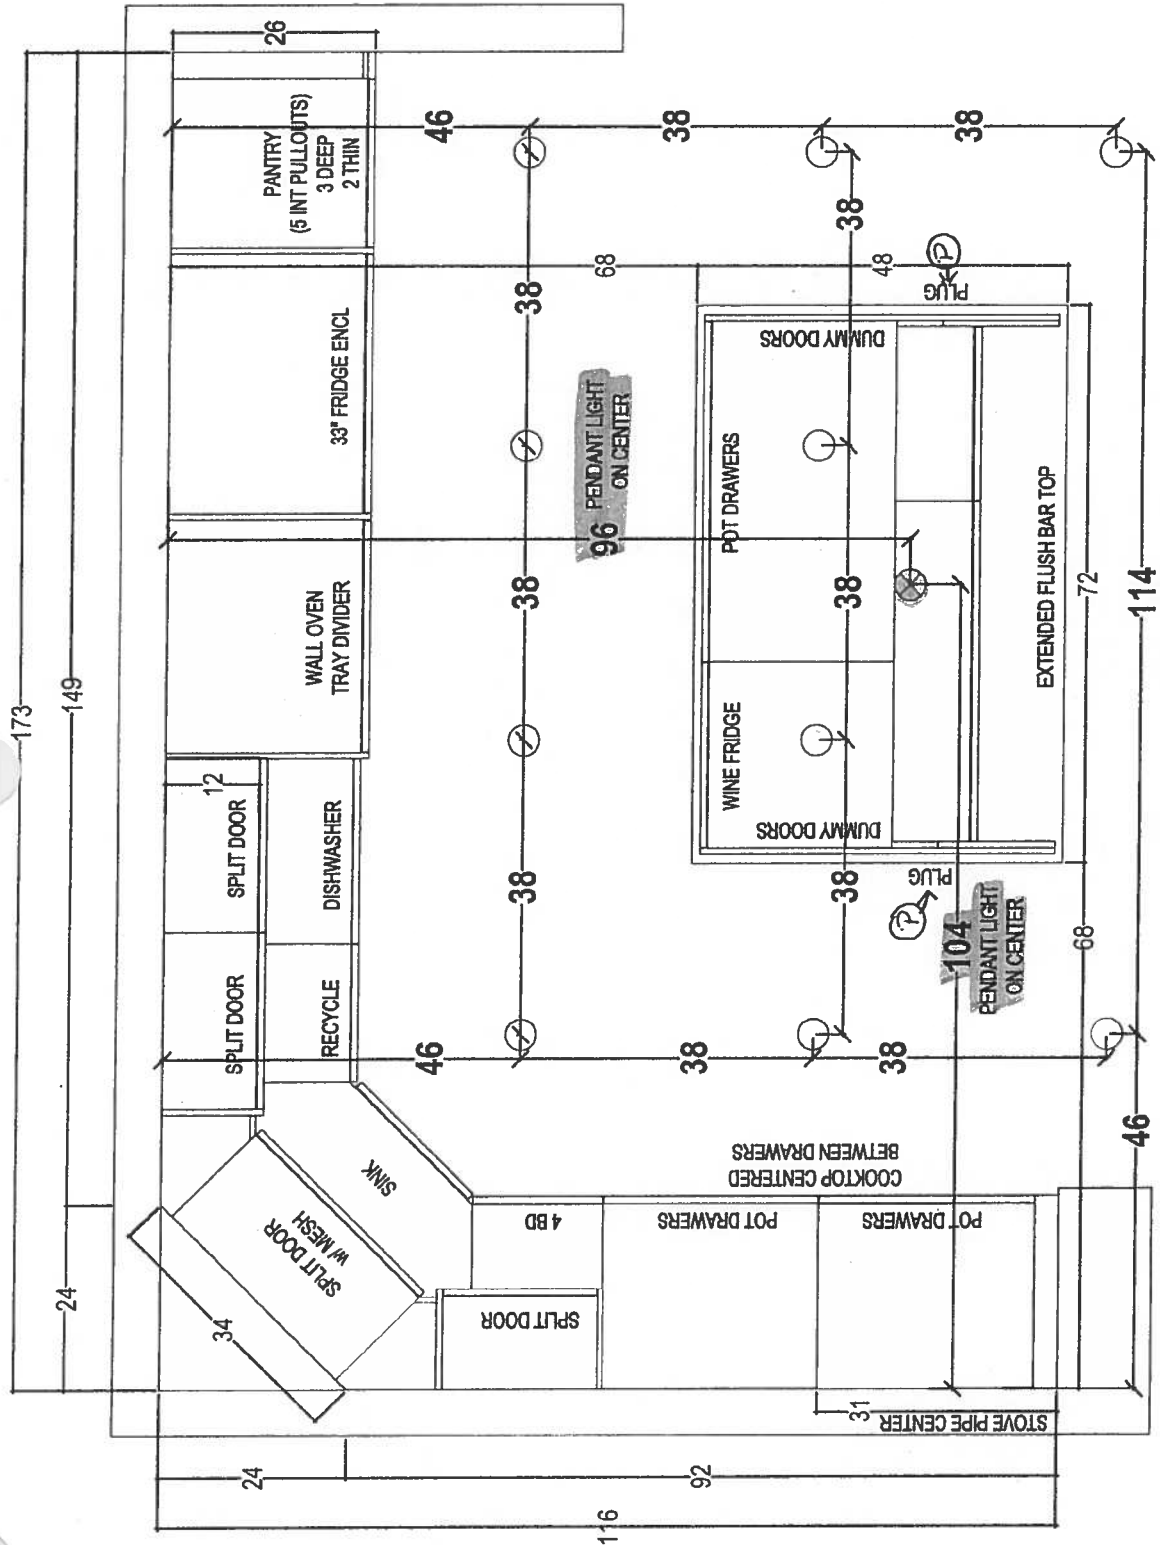 173
149
24
26
PANTRY
(5 INT PULLOUTS)
3 DEEP
2 THIN
33" FRIDGE ENCL
WALL OVEN
TRAY DIVIDER
12
SPLIT DOOR
SPLIT DOOR
DISHWASHER
RECYCLE
SINK
SPLIT DOOR
W/ MESH
34
24
92
116
SPLIT DOOR
4 BD
POT DRAWERS
POT DRAWERS
COOKTOP CENTERED
BETWEEN DRAWERS
31
STOVE PIPE CENTER
46
38
38
46
38
38
38
38
38
38
38
38
68
48
96
PENDANT LIGHT
ON CENTER
104
PENDANT LIGHT
ON CENTER
WINE FRIDGE
POT DRAWERS
DUMMY DOORS
DUMMY DOORS
PLUG
P
PLUG
P
EXTENDED FLUSH BAR TOP
72
68
114
46